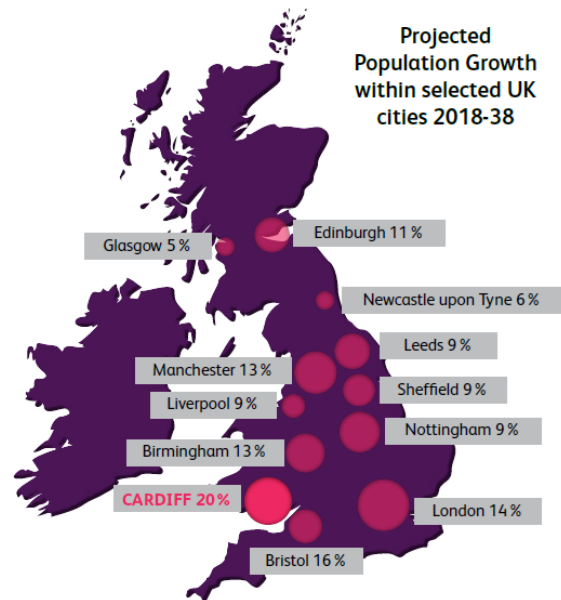 Projected
Population Growth
within selected UK
cities 2018-38
Edinburgh 11 %
Glasgow 5 %
Newcastle upon Tyne 6 %
Leeds 9 %
Manchester 13 %
Sheffield 9 %
Liverpool 9 %
Nottingham 9 %
Birmingham 13 %
CARDIFF 20 %
London 14 %
Bristol 16 %